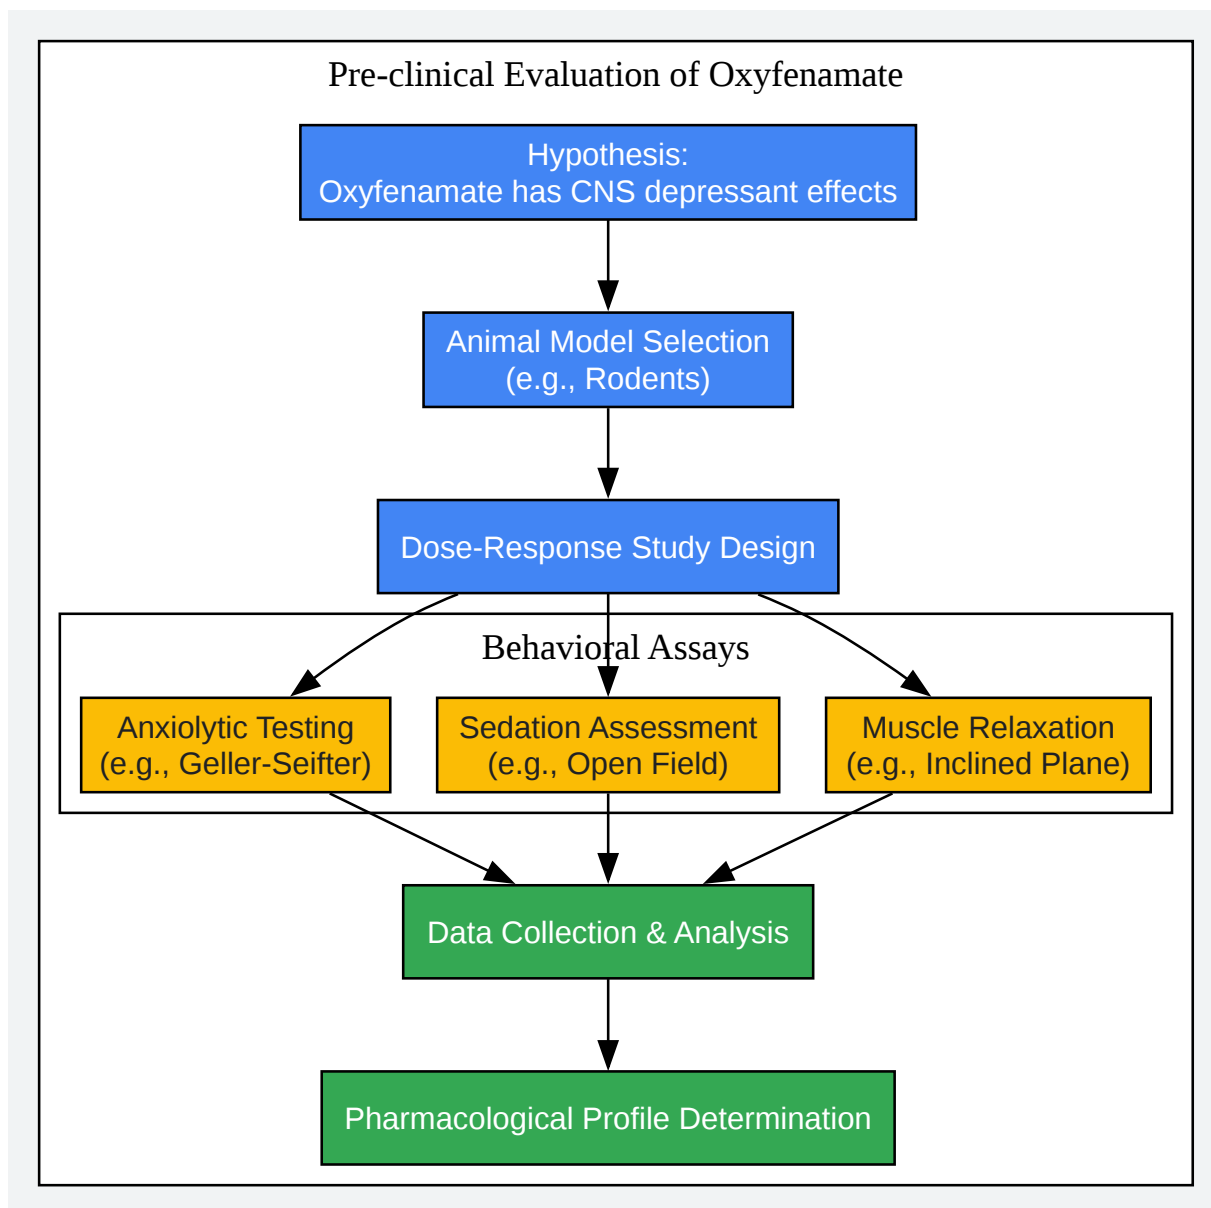 Pre-clinical Evaluation of Oxyfenamate
Hypothesis:
Oxyfenamate has CNS depressant effects
Animal Model Selection
(e.g., Rodents)
Dose-Response Study Design
Behavioral Assays
Anxiolytic Testing
(e.g., Geller-Seifter)
Sedation Assessment
(e.g., Open Field)
Muscle Relaxation
(e.g., Inclined Plane)
Data Collection & Analysis
Pharmacological Profile Determination